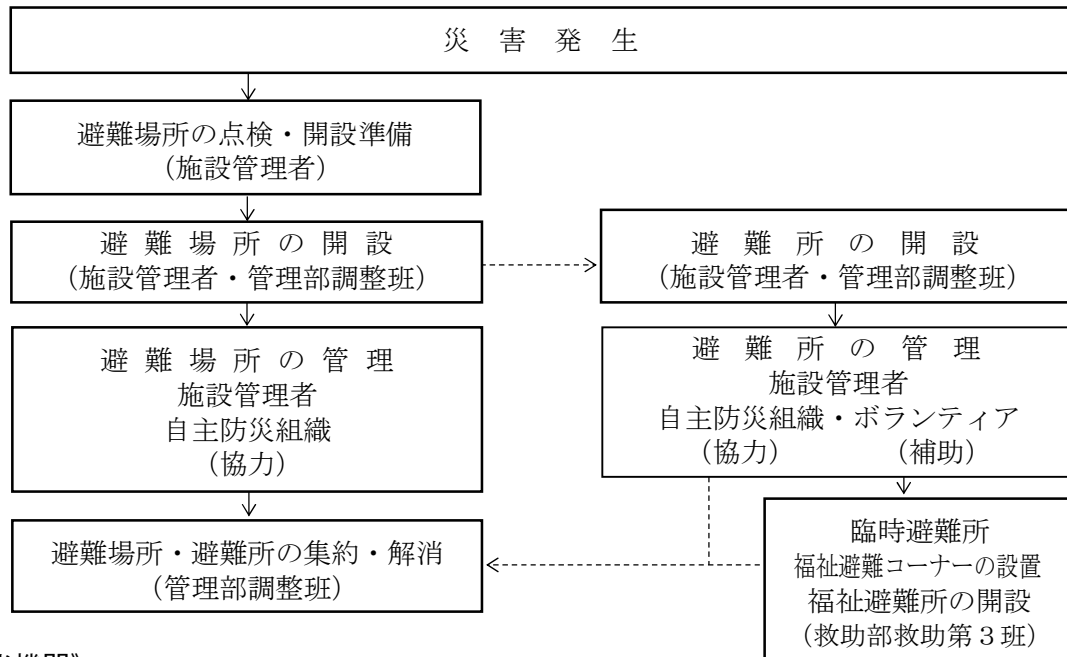 災害発生
避難場所の点検・開設準備
（施設管理者）
避難場所の開設
（施設管理者・管理部調整班）
避難所の開設
（施設管理者・管理部調整班）
避難場所の管理
施設管理者
自主防災組織
（協力）
避難所の管理
施設管理者
自主防災組織・ボランティア
（協力）　（補助）
避難場所・避難所の集約・解消
（管理部調整班）
臨時避難所
福祉避難コーナーの設置
福祉避難所の開設
（救助部救助第３班）